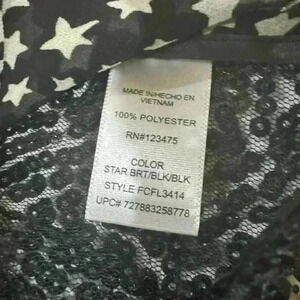 MADE IN/HECHO EN
VIETNAM
100% POLYESTER
RN#123475
COLOR
STAR BRT/BLK/BLK
STYLE FCFL3414
UPC# 727883258778